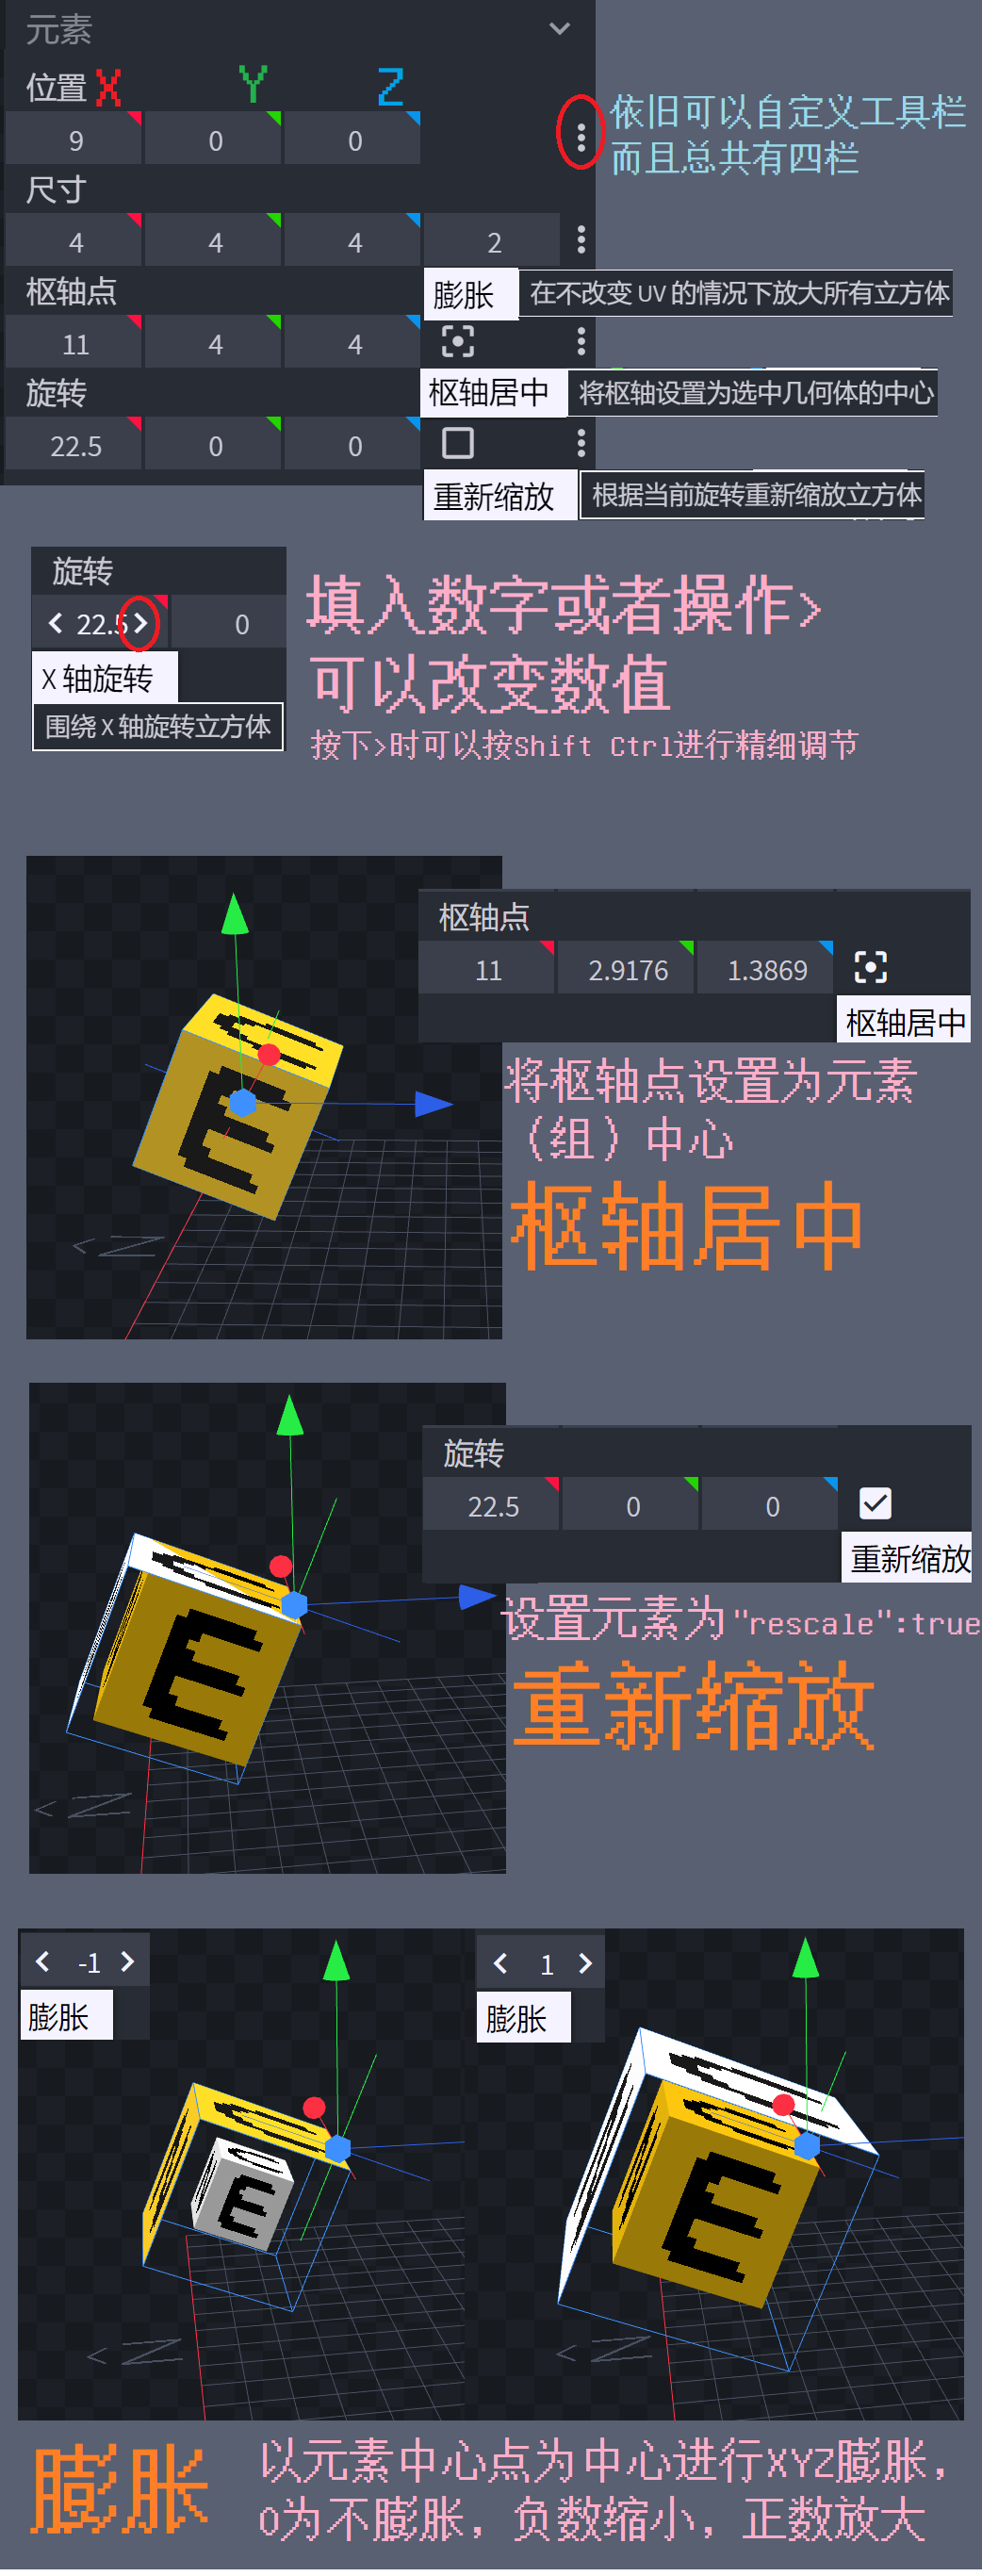 元素
位置 X Y Z
9 0 0
依旧可以自定义工具栏
而且总共有四栏
尺寸
4 4 4 2
枢轴点
膨胀 在不改变 UV 的情况下放大所有立方体
11 4 4
旋转
枢轴居中 将枢轴设置为选中几何体的中心
22.5 0 0
重新缩放 根据当前旋转重新缩放立方体
旋转
< 22.5 > 0
X 轴旋转
围绕 X 轴旋转立方体
填入数字或者操作>
可以改变数值
按下>时可以按Shift Ctrl进行精细调节
枢轴点
11 2.9176 1.3869
枢轴居中
将枢轴点设置为元素
（组）中心
枢轴居中
E
< Z
旋转
22.5 0 0
重新缩放
设置元素为"rescale":true
重新缩放
E
< Z
< -1 >
膨胀
E
< Z
< 1 >
膨胀
E
< Z
膨胀
以元素中心点为中心进行XYZ膨胀，
0为不膨胀，负数缩小，正数放大